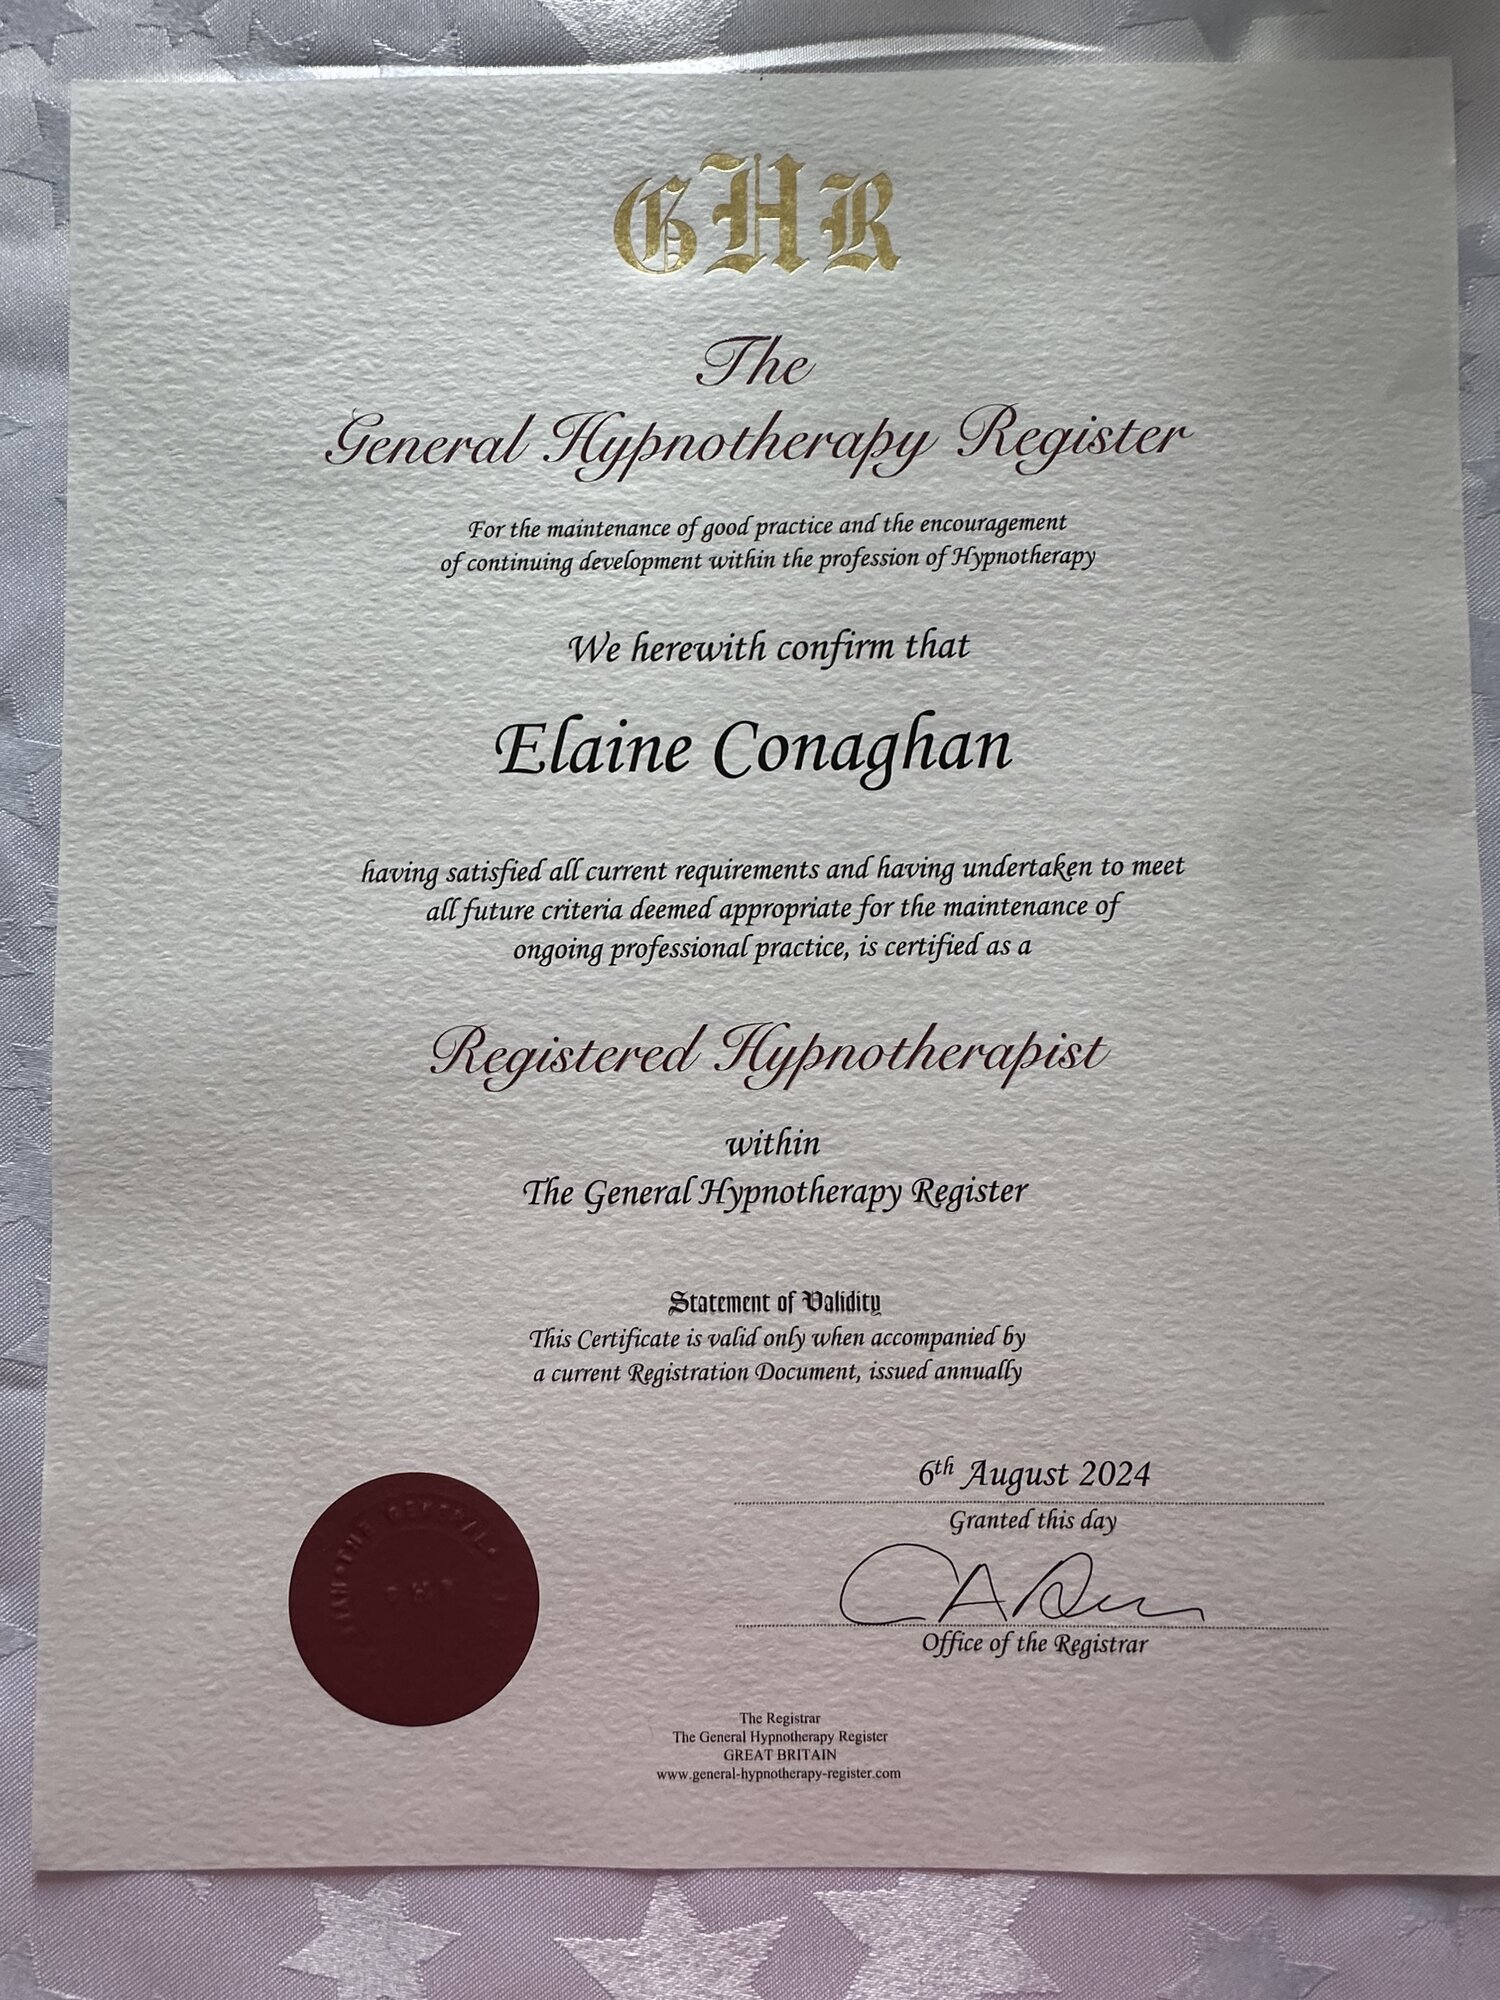 GHR
The
General Hypnotherapy Register
For the maintenance of good practice and the encouragement
of continuing development within the profession of Hypnotherapy
We herewith confirm that
Elaine Conaghan
having satisfied all current requirements and having undertaken to meet
all future criteria deemed appropriate for the maintenance of
ongoing professional practice, is certified as a
Registered Hypnotherapist
within
The General Hypnotherapy Register
Statement of Validity
This Certificate is valid only when accompanied by
a current Registration Document, issued annually
6th August 2024
Granted this day
Office of the Registrar
THE GENERAL
The Registrar
The General Hypnotherapy Register
GREAT BRITAIN
www.general-hypnotherapy-register.com